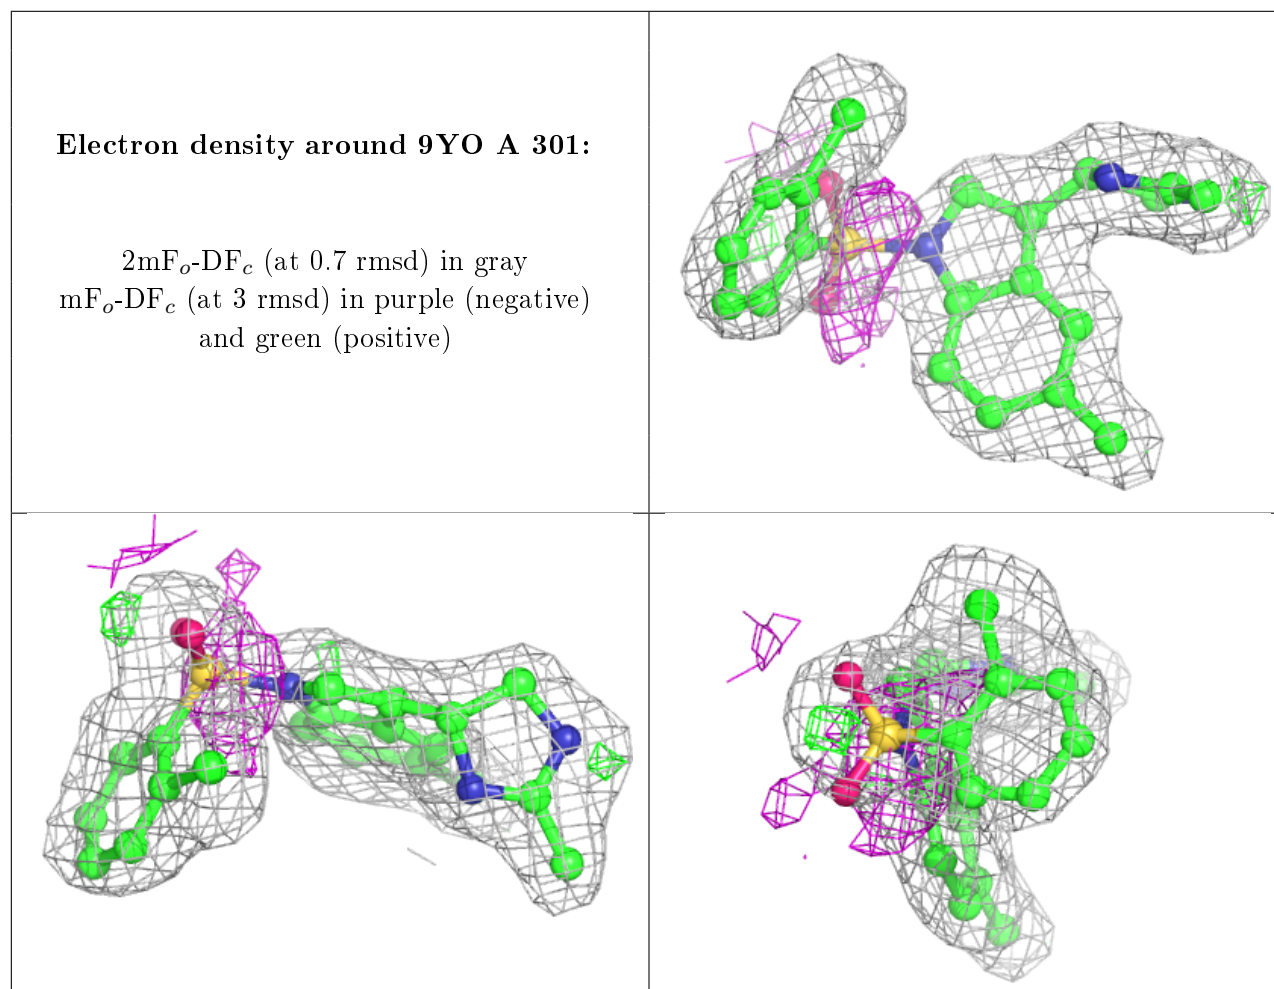 Electron density around 9YO A 301:
2mFo-DFc (at 0.7 rmsd) in gray
mFo-DFc (at 3 rmsd) in purple (negative)
and green (positive)